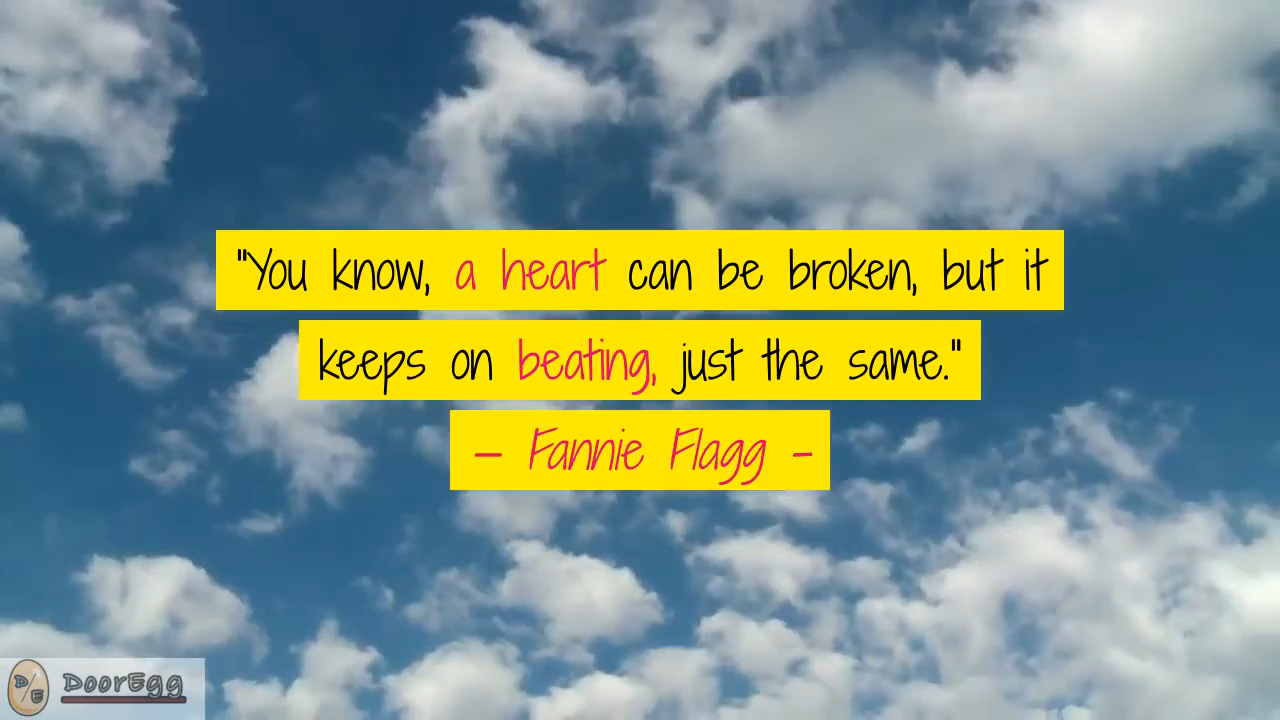 "You know, a heart can be broken, but it
keeps on beating, just the same."
– Fannie Flagg -
D/E DoorEgg